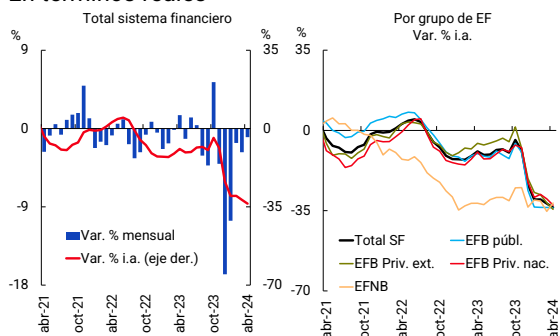 En términos reales
Total sistema financiero
%
%
9
0
-9
-18
35
0
-35
-70
Var. % mensual
Var. % i.a. (eje der.)
abr-21
oct-21
abr-22
oct-22
abr-23
oct-23
abr-24
Por grupo de EF
Var. % i.a.
%
35
0
-35
-70
Total SF
EFB públ.
EFB Priv. ext.
EFB Priv. nac.
EFNB
abr-21
oct-21
abr-22
oct-22
abr-23
oct-23
abr-24